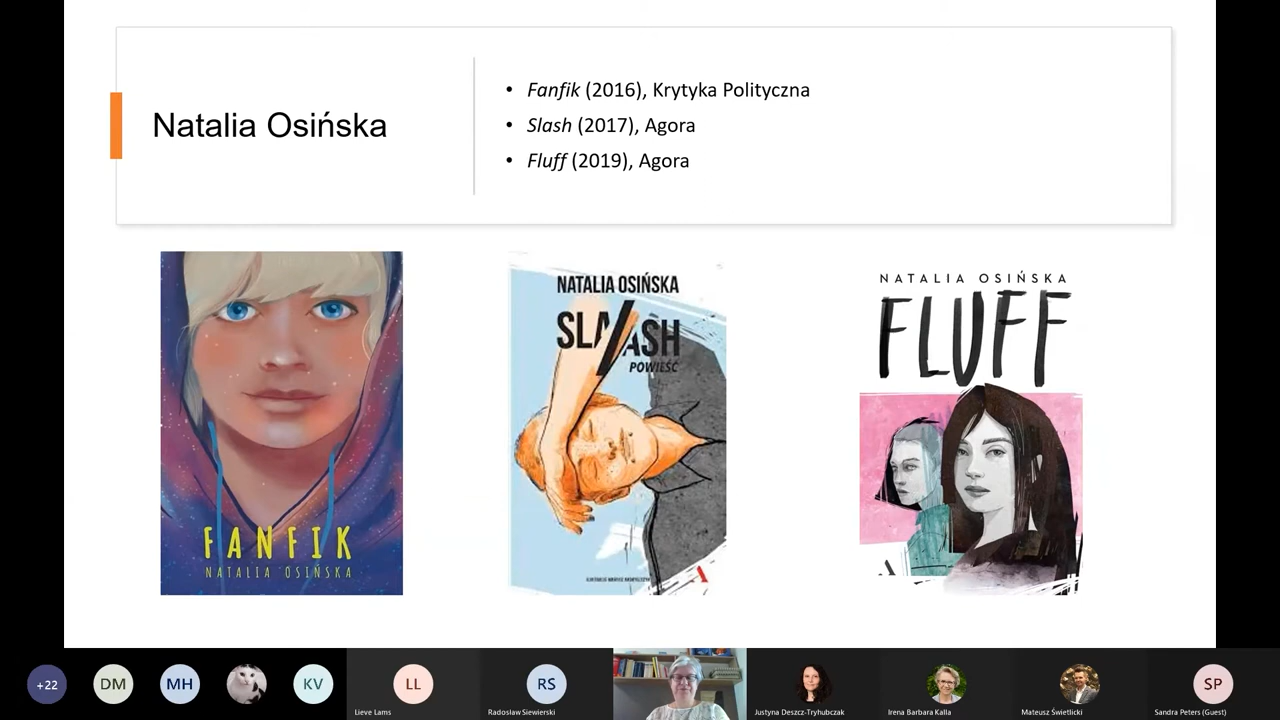 Natalia Osińska
• Fanfik (2016), Krytyka Polityczna
• Slash (2017), Agora
• Fluff (2019), Agora
FANFIK
NATALIA OSIŃSKA
NATALIA OSIŃSKA
SLA/ASH
POWIEŚĆ
NATALIA OSIŃSKA
FLUFF
+22
DM
MH
KV
LL
Lieve Lams
RS
Radosław Siewierski
Justyna Deszcz-Tryhubczak
Irena Barbara Kalla
Mateusz Świetlicki
SP
Sandra Peters (Guest)